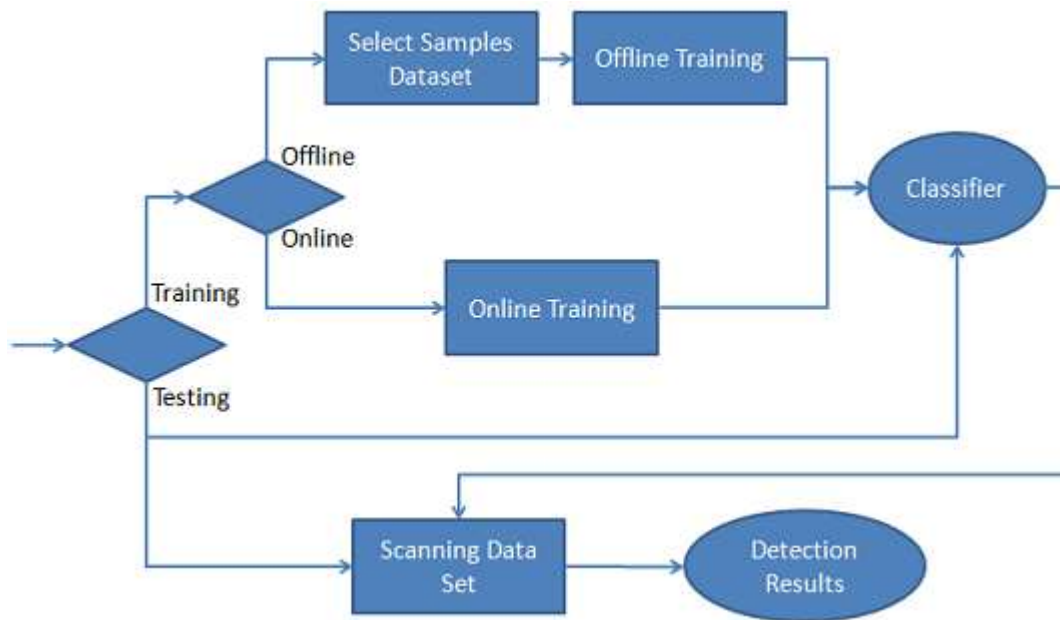 Select Samples
Dataset
Offline Training
Offline
Classifier
Online
Training
Online Training
Testing
Scanning Data
Set
Detection
Results